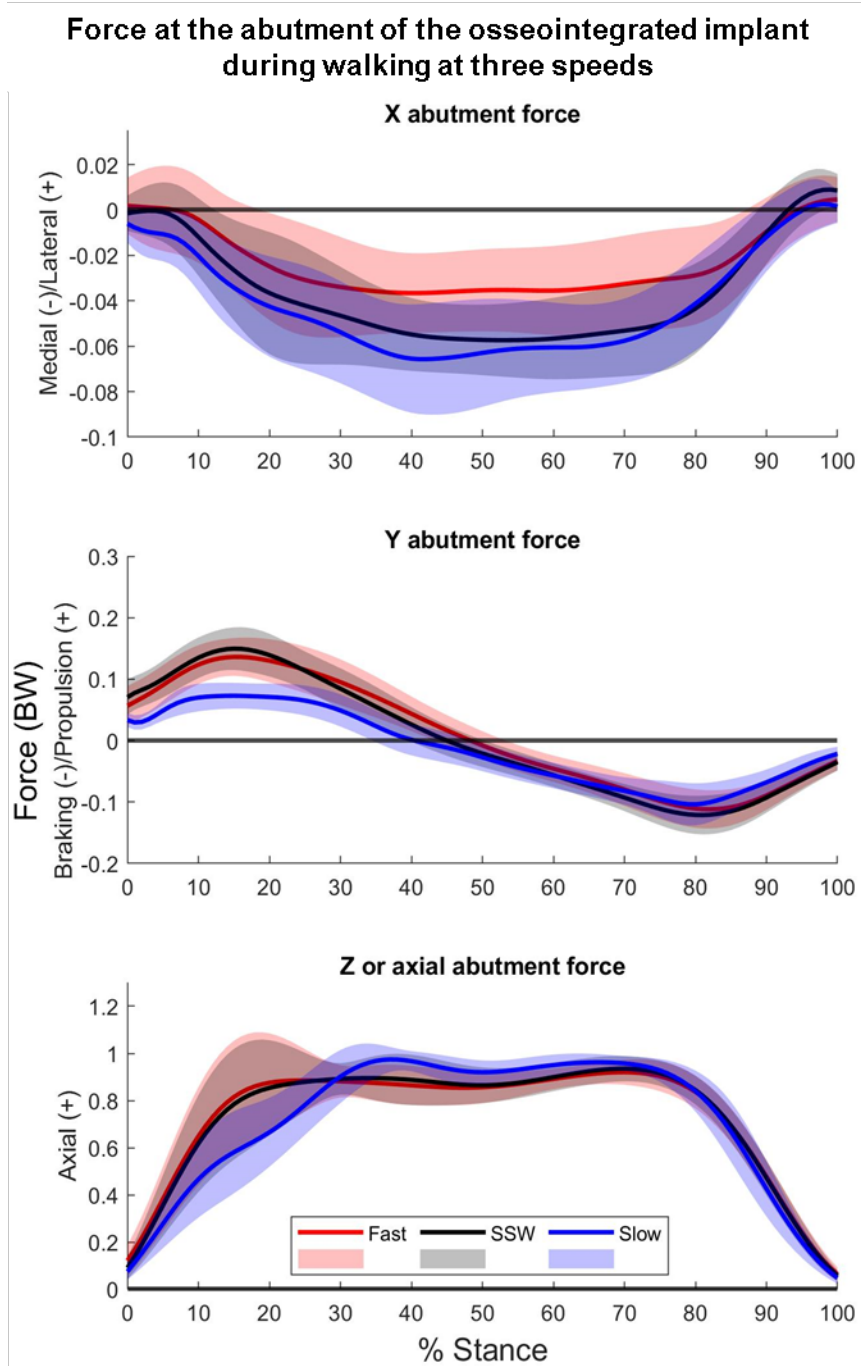 Force at the abutment of the osseointegrated implant
during walking at three speeds
X abutment force
Medial (-)/Lateral (+)
0.02
0
-0.02
-0.04
-0.06
-0.08
-0.1
0 10 20 30 40 50 60 70 80 90 100
Y abutment force
Force (BW)
Braking (-)/Propulsion (+)
0.3
0.2
0.1
0
-0.1
-0.2
0 10 20 30 40 50 60 70 80 90 100
Z or axial abutment force
Axial (+)
1.2
1
0.8
0.6
0.4
0.2
0
Fast SSW Slow
0 10 20 30 40 50 60 70 80 90 100
% Stance